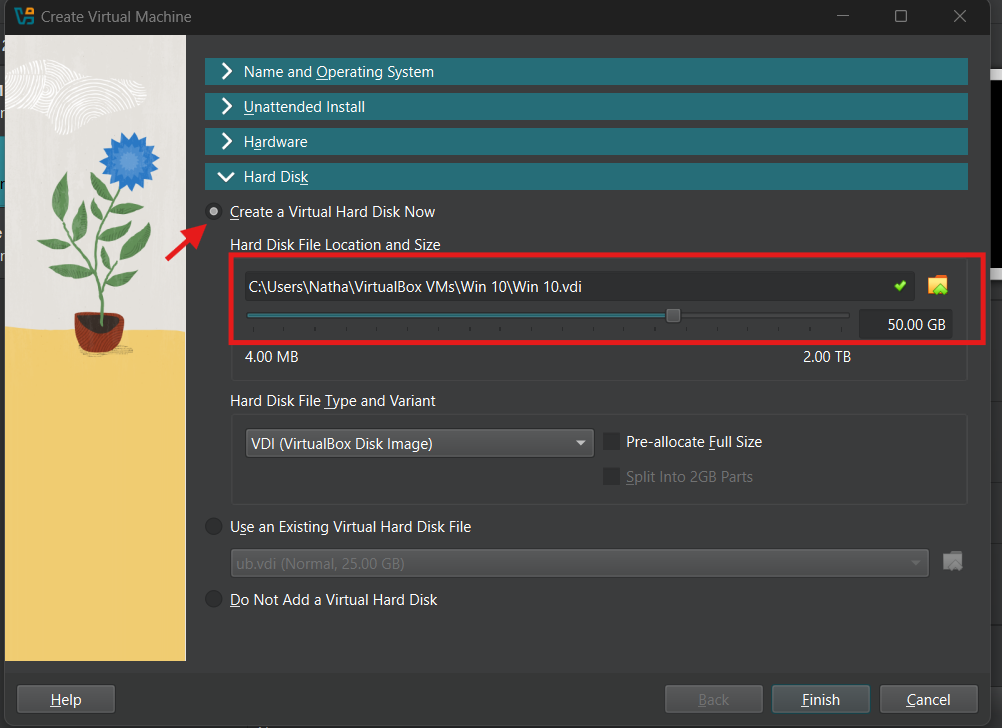 Create Virtual Machine
Name and Operating System
Unattended Install
Hardware
Hard Disk
Create a Virtual Hard Disk Now
Hard Disk File Location and Size
C:\Users\Natha\VirtualBox VMs\Win 10\Win 10.vdi
50.00 GB
4.00 MB 2.00 TB
Hard Disk File Type and Variant
VDI (VirtualBox Disk Image) Pre-allocate Full Size
Split Into 2GB Parts
Use an Existing Virtual Hard Disk File
ub.vdi (Normal, 25.00 GB)
Do Not Add a Virtual Hard Disk
Help Back Finish Cancel